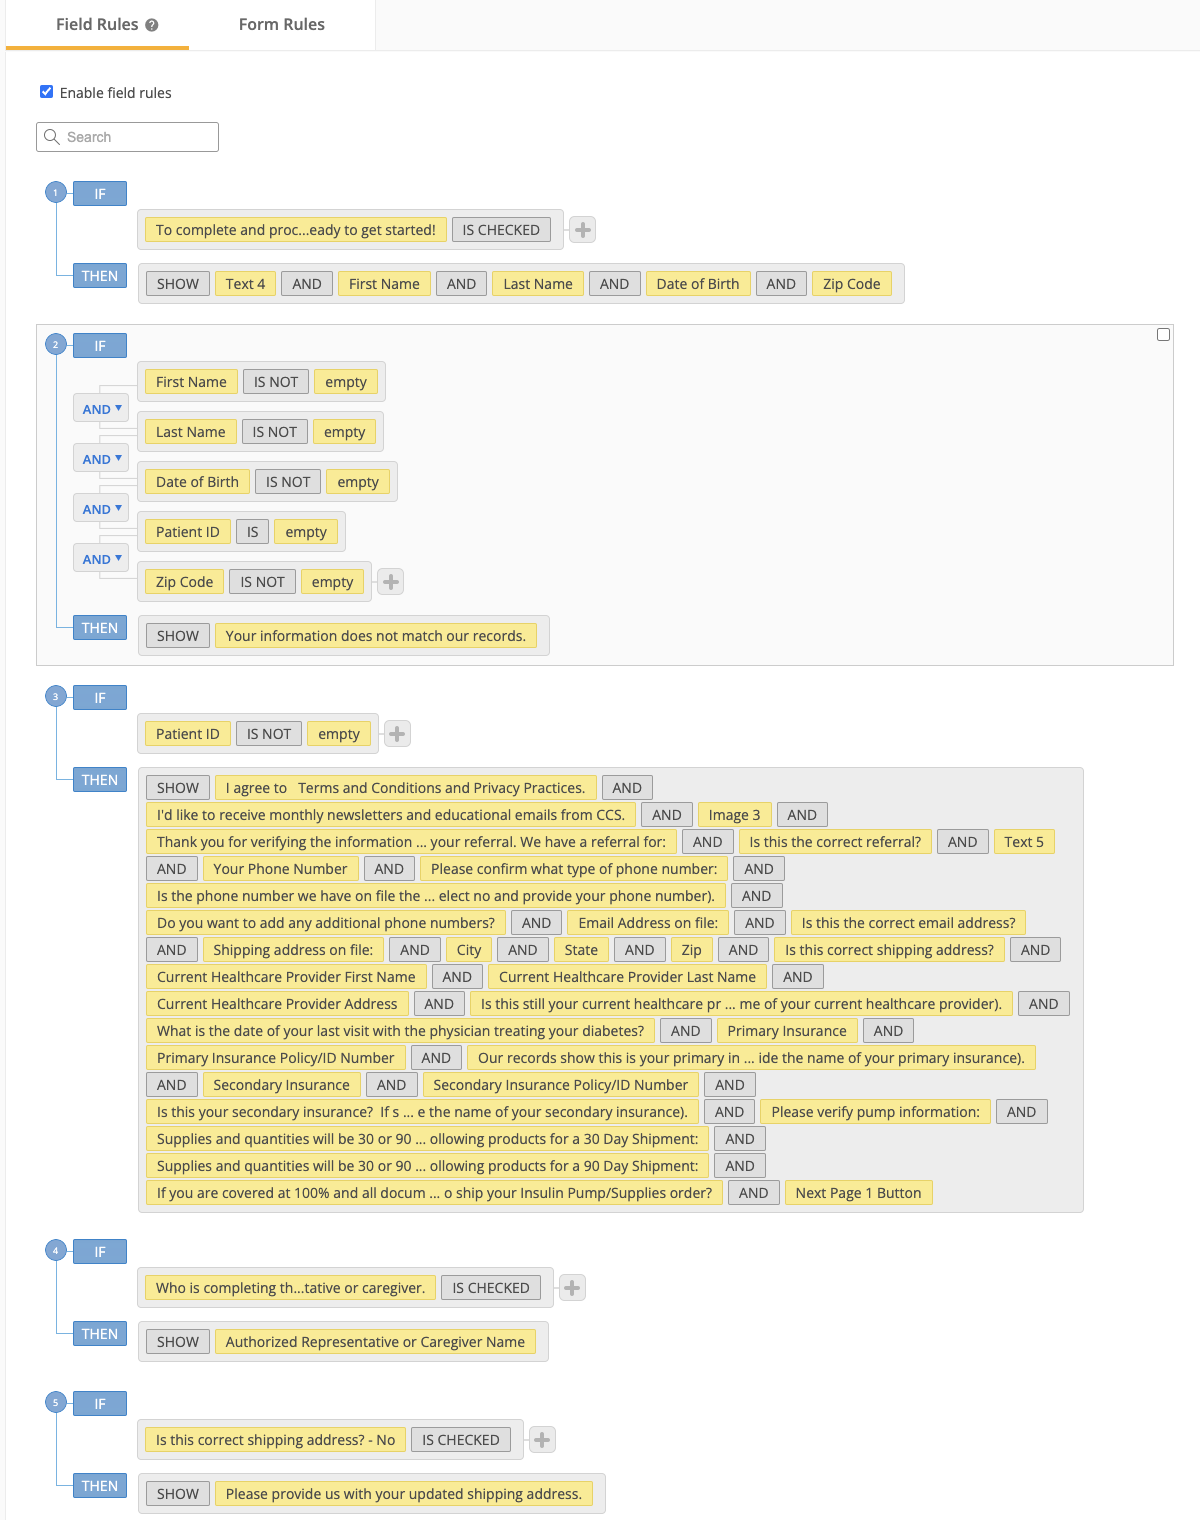 Field Rules ?
Form Rules
Enable field rules
Search
1 IF
To complete and proc...eady to get started! IS CHECKED
THEN SHOW Text 4 AND First Name AND Last Name AND Date of Birth AND Zip Code
2 IF
First Name IS NOT empty
AND
Last Name IS NOT empty
AND
Date of Birth IS NOT empty
AND
Patient ID IS empty
AND
Zip Code IS NOT empty
THEN SHOW Your information does not match our records.
3 IF
Patient ID IS NOT empty
THEN SHOW I agree to   Terms and Conditions and Privacy Practices. AND
I'd like to receive monthly newsletters and educational emails from CCS. AND Image 3 AND
Thank you for verifying the information ... your referral. We have a referral for: AND Is this the correct referral? AND Text 5
AND Your Phone Number AND Please confirm what type of phone number: AND
Is the phone number we have on file the ... elect no and provide your phone number). AND
Do you want to add any additional phone numbers? AND Email Address on file: AND Is this the correct email address?
AND Shipping address on file: AND City AND State AND Zip AND Is this correct shipping address? AND
Current Healthcare Provider First Name AND Current Healthcare Provider Last Name AND
Current Healthcare Provider Address AND Is this still your current healthcare pr ... me of your current healthcare provider). AND
What is the date of your last visit with the physician treating your diabetes? AND Primary Insurance AND
Primary Insurance Policy/ID Number AND Our records show this is your primary in ... ide the name of your primary insurance).
AND Secondary Insurance AND Secondary Insurance Policy/ID Number AND
Is this your secondary insurance?  If s ... e the name of your secondary insurance). AND Please verify pump information: AND
Supplies and quantities will be 30 or 90 ... ollowing products for a 30 Day Shipment: AND
Supplies and quantities will be 30 or 90 ... ollowing products for a 90 Day Shipment: AND
If you are covered at 100% and all docum ... o ship your Insulin Pump/Supplies order? AND Next Page 1 Button
4 IF
Who is completing th...tative or caregiver. IS CHECKED
THEN SHOW Authorized Representative or Caregiver Name
5 IF
Is this correct shipping address? - No IS CHECKED
THEN SHOW Please provide us with your updated shipping address.